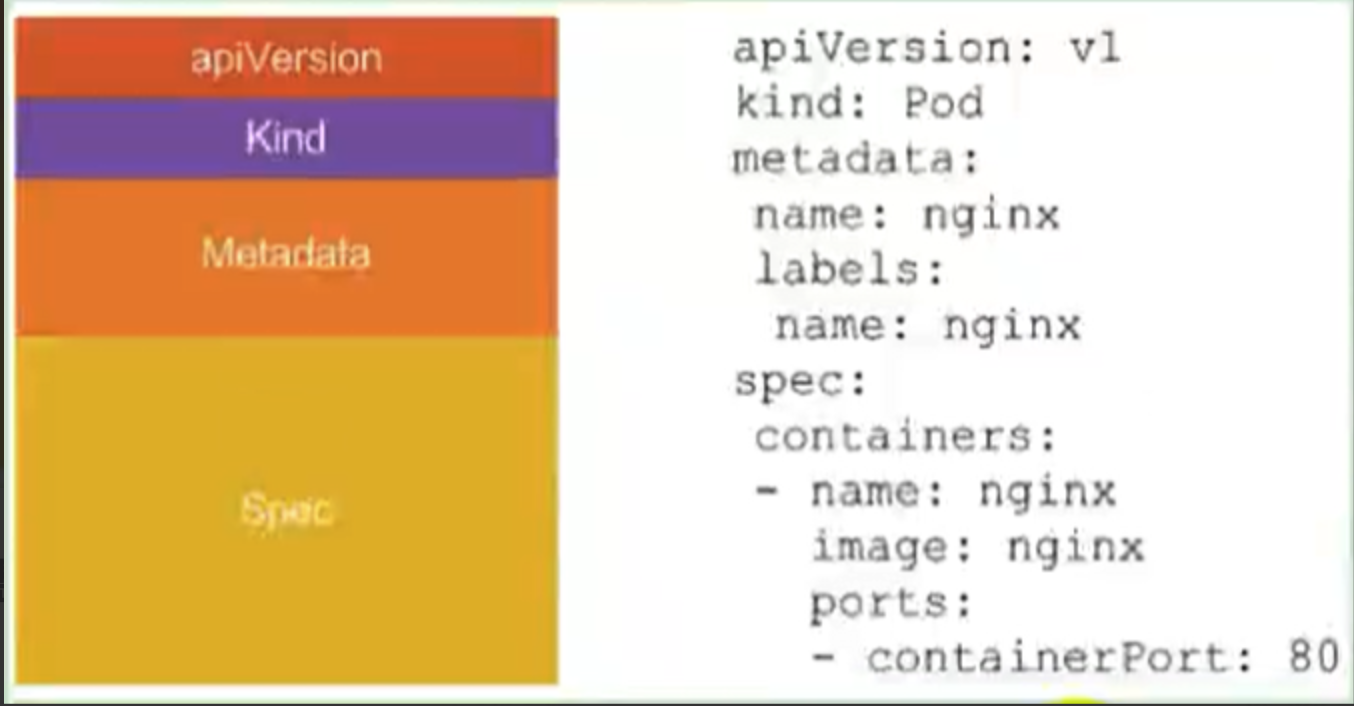 apiVersion
Kind
Metadata
Spec
apiVersion: v1
kind: Pod
metadata:
 name: nginx
 labels:
  name: nginx
spec:
 containers:
 - name: nginx
   image: nginx
   ports:
   - containerPort: 80